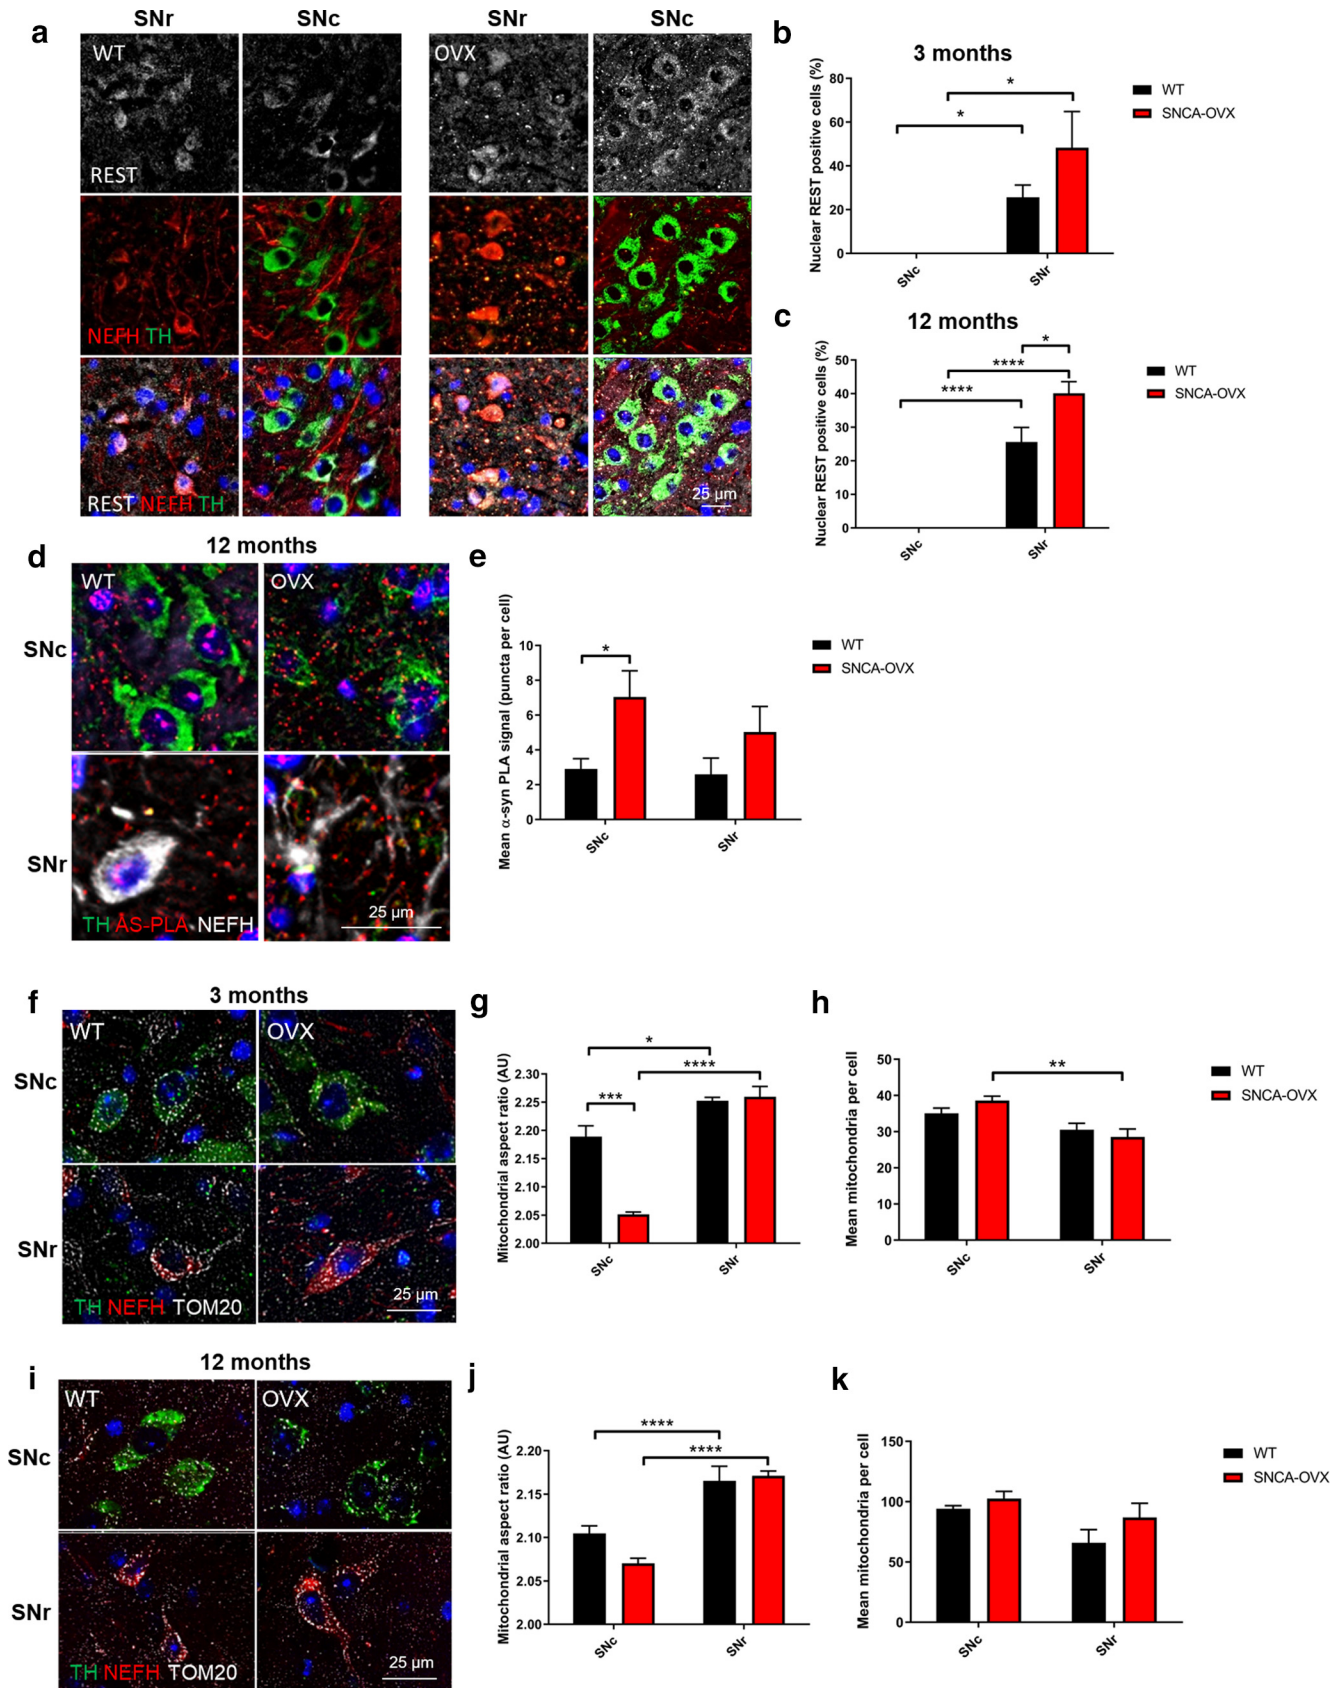 a
SNr SNc SNr SNc
WT
OVX
REST
NEFH TH
REST NEFH TH
25 µm
b
3 months
Nuclear REST positive cells (%)
80
60
40
20
0
*
*
SNc SNr
WT
SNCA-OVX
c
12 months
Nuclear REST positive cells (%)
50
40
30
20
10
0
*
****
****
SNc SNr
WT
SNCA-OVX
d
12 months
WT OVX
SNc
SNr
TH AS-PLA NEFH
25 µm
e
Mean α-syn PLA signal (puncta per cell)
10
8
6
4
2
0
*
SNc SNr
WT
SNCA-OVX
f
3 months
WT OVX
SNc
SNr
TH NEFH TOM20
25 µm
g
Mitochondrial aspect ratio (AU)
2.30
2.25
2.20
2.15
2.10
2.05
2.00
*
****
***
SNc SNr
h
Mean mitochondria per cell
50
40
30
20
10
0
**
SNc SNr
WT
SNCA-OVX
i
12 months
WT OVX
SNc
SNr
TH NEFH TOM20
25 µm
j
Mitochondrial aspect ratio (AU)
2.20
2.15
2.10
2.05
2.00
****
****
SNc SNr
k
Mean mitochondria per cell
150
100
50
0
SNc SNr
WT
SNCA-OVX